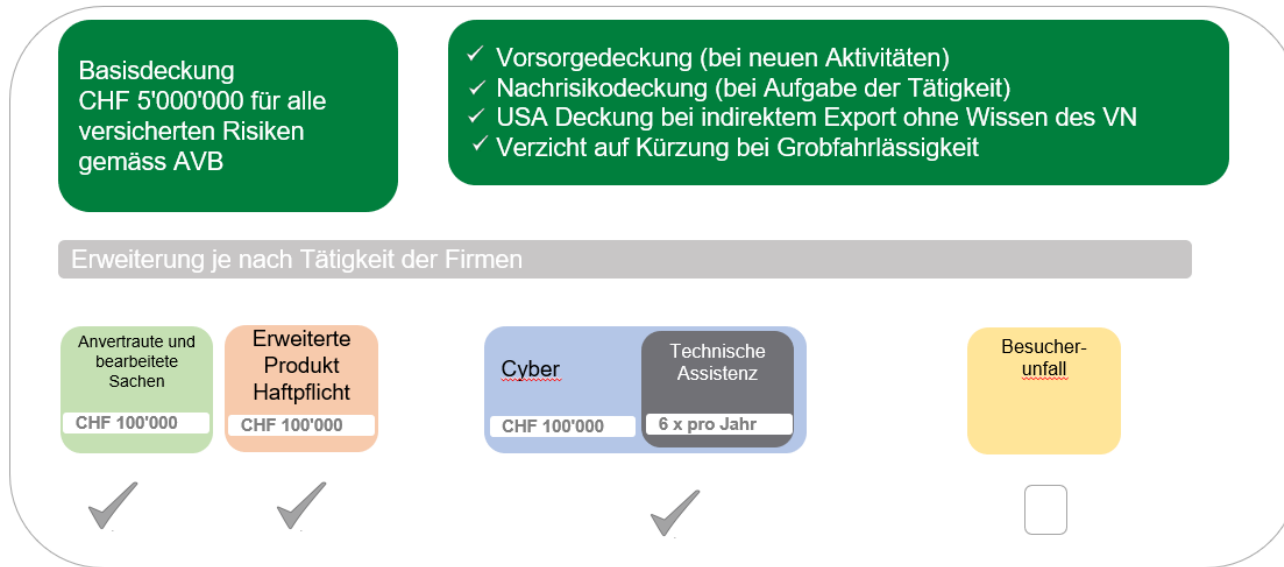 Basisdeckung
CHF 5'000'000 für alle
versicherten Risiken
gemäss AVB
Vorsorgedeckung (bei neuen Aktivitäten)
Nachrisikodeckung (bei Aufgabe der Tätigkeit)
USA Deckung bei indirektem Export ohne Wissen des VN
Verzicht auf Kürzung bei Grobfahrlässigkeit
Erweiterung je nach Tätigkeit der Firmen
Anvertraute und
bearbeitete
Sachen
CHF 100'000
Erweiterte
Produkt
Haftpflicht
CHF 100'000
Cyber
CHF 100'000
Technische
Assistenz
6 x pro Jahr
Besucher-
unfall